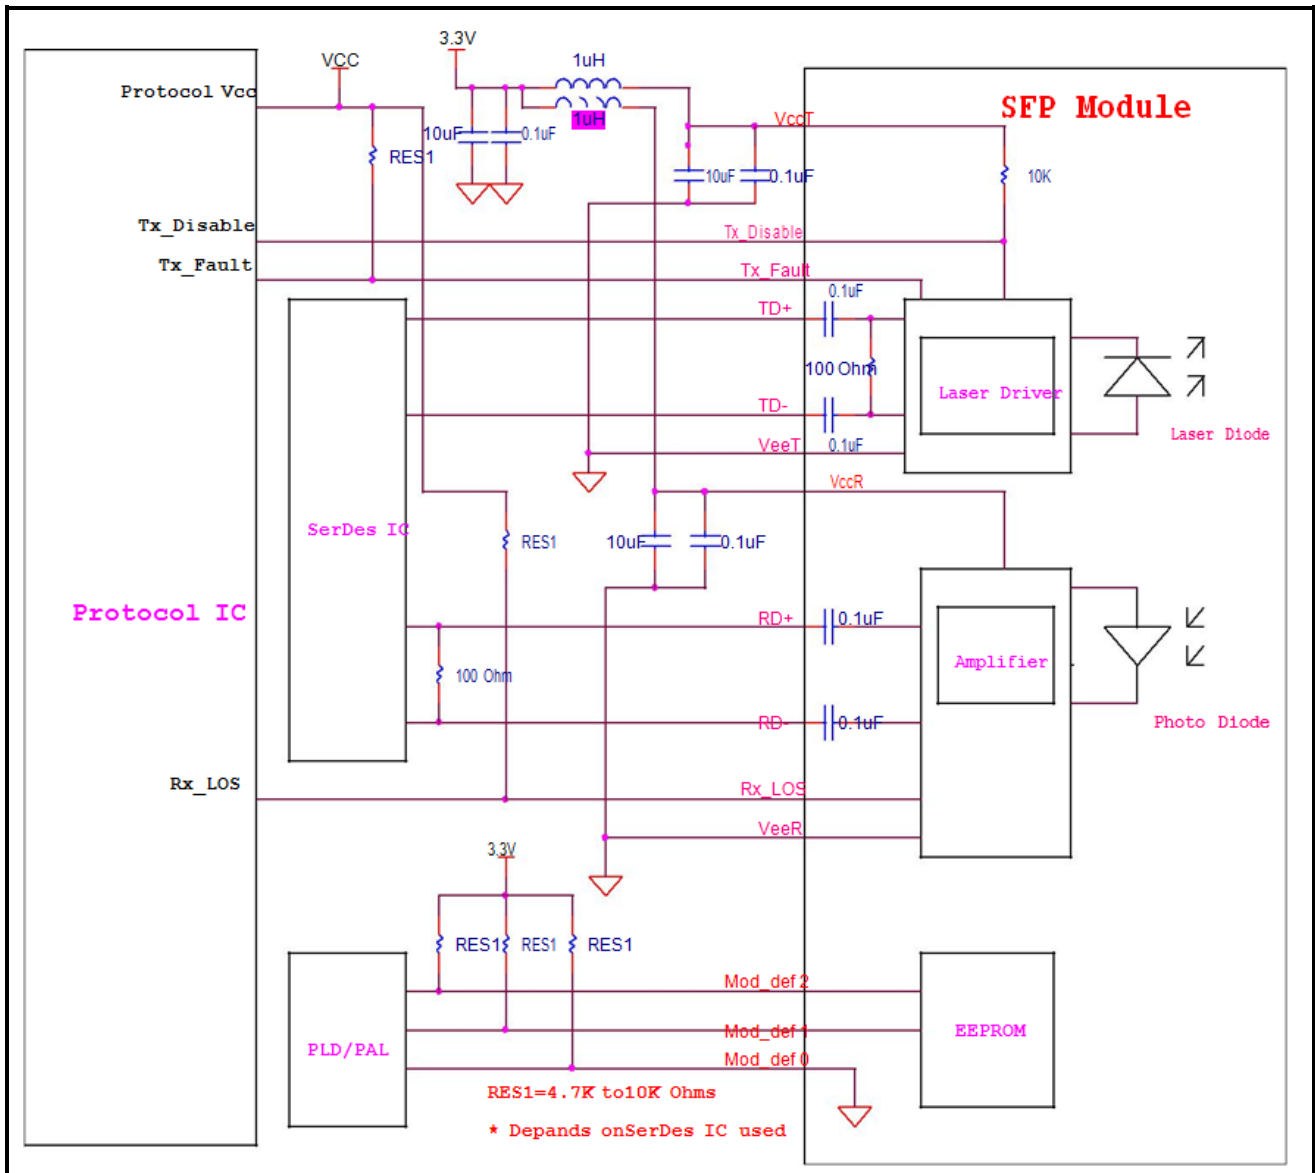 3.3V
1uH
VCC
Protocol Vcc
SFP Module
1uH
VccT
10uF
0.1uF
RES1
10uF
0.1uF
10K
Tx_Disable
Tx_Disable
Tx_Fault
Tx_Fault
0.1uF
TD+
100 Ohm
Laser Driver
TD-
Laser Diode
VeeT
0.1uF
VccR
SerDes IC
RES1
10uF
0.1uF
Protocol IC
RD+
0.1uF
Amplifier
100 Ohm
RD-
0.1uF
Photo Diode
Rx_LOS
Rx_LOS
VeeR
3.3V
RES1
RES1
RES1
Mod_def 2
Mod_def 1
EEPROM
PLD/PAL
Mod_def 0
RES1=4.7K to10K Ohms
* Depands onSerDes IC used